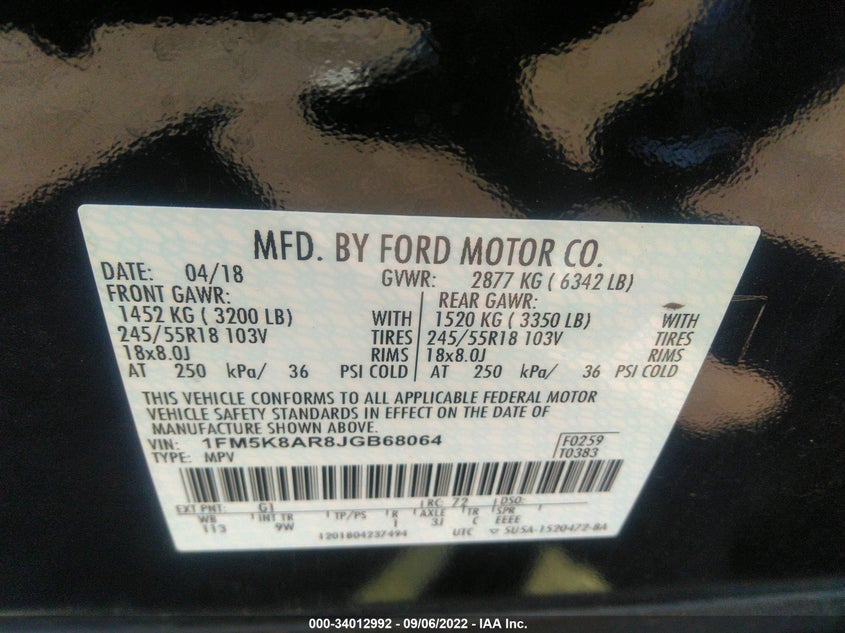 MFD. BY FORD MOTOR CO.
DATE: 04/18 GVWR: 2877 KG ( 6342 LB)
FRONT GAWR: REAR GAWR:
1452 KG ( 3200 LB) WITH 1520 KG ( 3350 LB) WITH
245/55R18 103V TIRES 245/55R18 103V TIRES
18x8.0J RIMS 18x8.0J RIMS
AT 250 kPa/ 36 PSI COLD AT 250 kPa/ 36 PSI COLD
THIS VEHICLE CONFORMS TO ALL APPLICABLE FEDERAL MOTOR
VEHICLE SAFETY STANDARDS IN EFFECT ON THE DATE OF
MANUFACTURE SHOWN ABOVE.
VIN: 1FM5K8AR8JGB68064 F0259
TYPE: MPV T0383
EXT PNT: G1 RC: 72 DSO:
WB INT TR TP/PS R AXLE TR SPR
113 9W 1 3J C EEEE
1201804237494 UTC 5U5A-1520472-8A
000-34012992 - 09/06/2022 - IAA Inc.